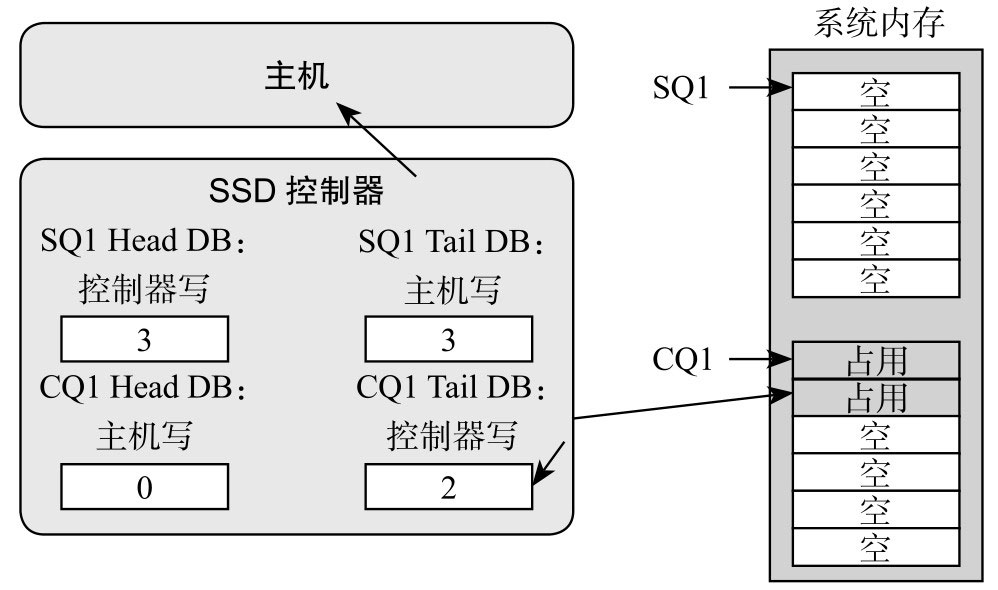 系统内存
主机
SQ1
空
空
空
空
空
空
SSD 控制器
SQ1 Head DB：
控制器写
3
SQ1 Tail DB：
主机写
3
CQ1 Head DB：
主机写
0
CQ1 Tail DB：
控制器写
2
CQ1
占用
占用
空
空
空
空